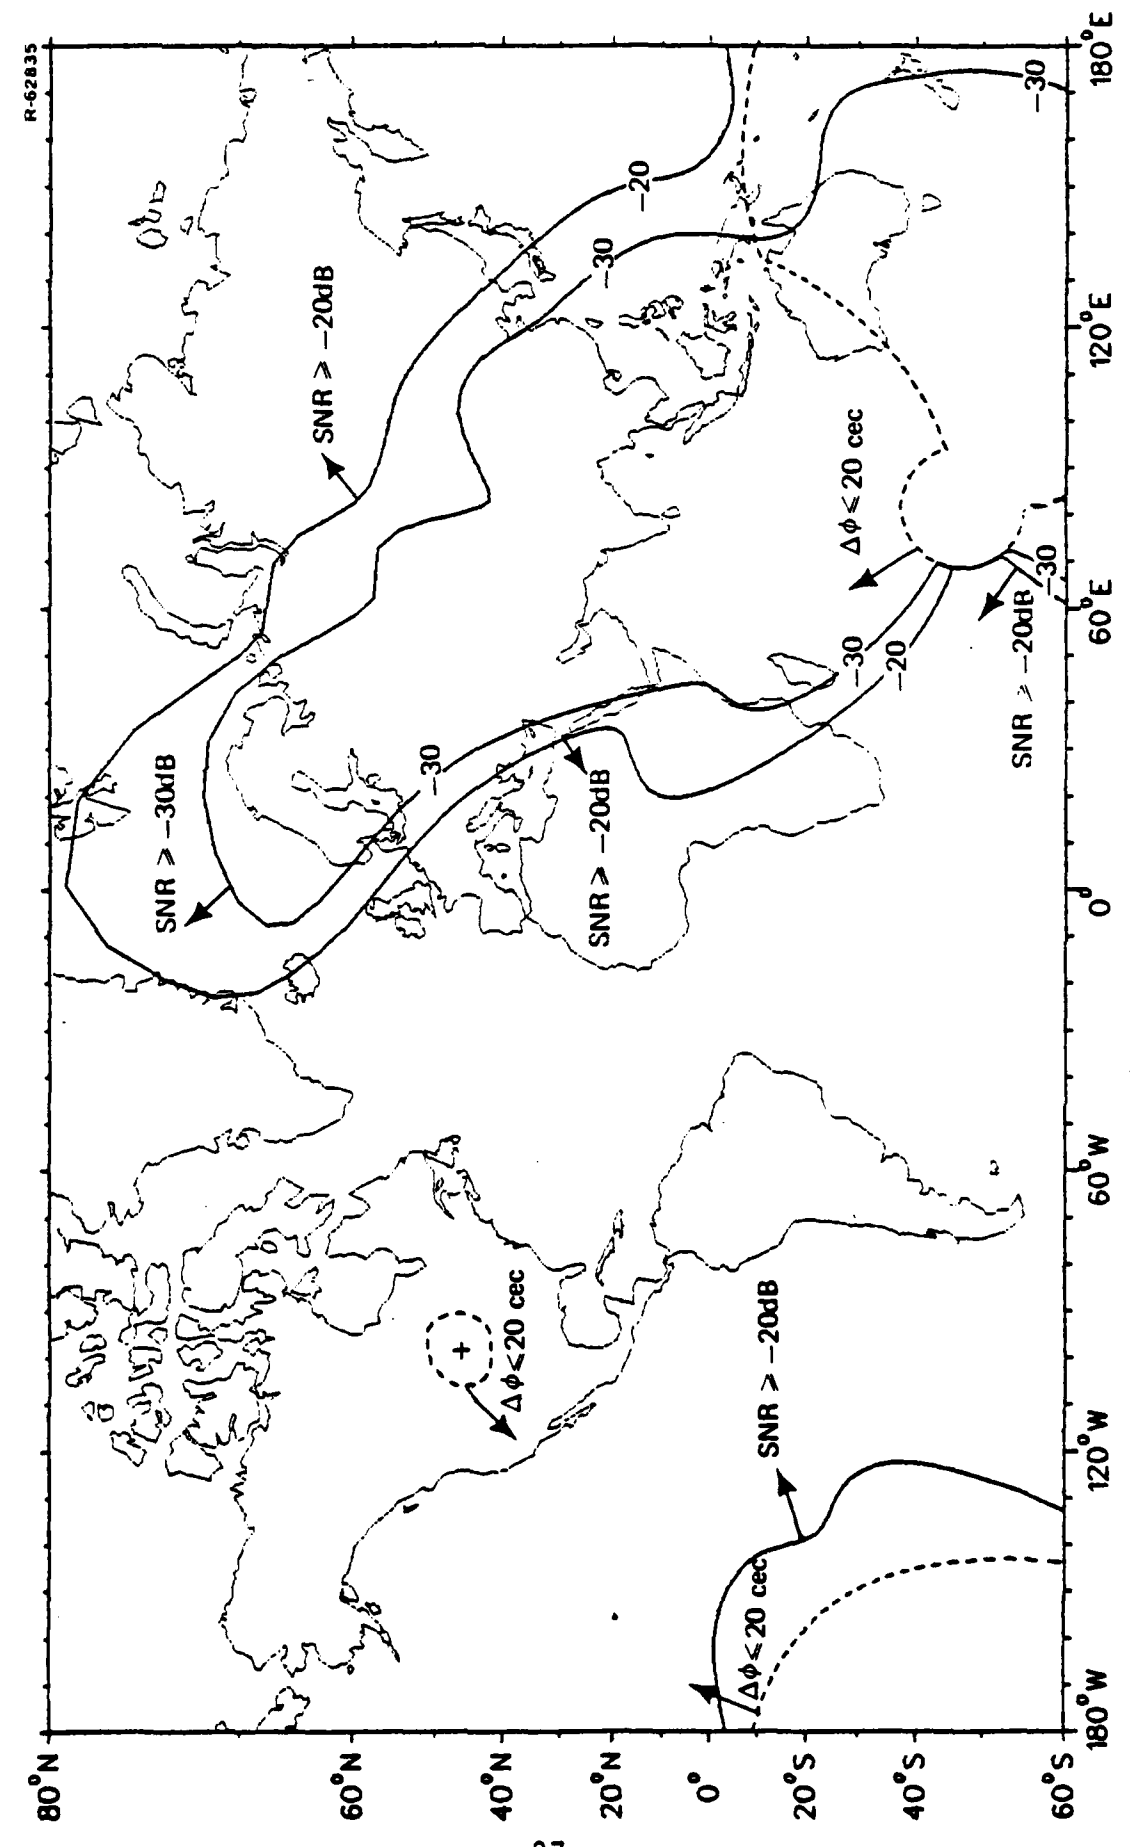 R-62835
80°N
SNR ≥ −30dB
SNR ≥ −20dB
60°N
−30
40°N
Δφ≤20 cec
SNR ≥ −20dB
−30
20°N
−20
0°
Δφ≤20 cec
SNR ≥ −20dB
20°S
−30
Δφ≤20 cec
−20
40°S
SNR ≥ −20dB
−30
−30
60°S
180°W
120°W
60°W
0°
60°E
120°E
180°E